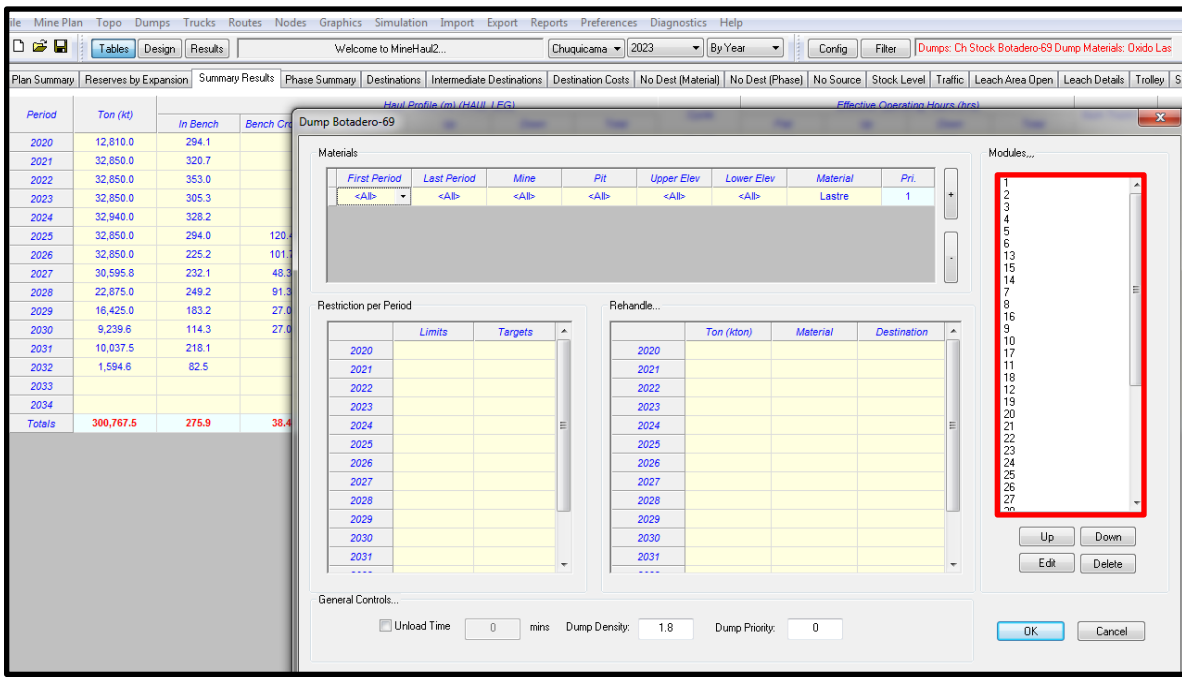 ile Mine Plan Topo Dumps Trucks Routes Nodes Graphics Simulation Import Export Reports Preferences Diagnostics Help
Tables Design Results Welcome to MineHaul2... Chuquicama 2023 By Year Config Filter Dumps: Ch Stock Botadero-69 Dump Materials: Oxido Las
Plan Summary Reserves by Expansion Summary Results Phase Summary Destinations Intermediate Destinations Destination Costs No Dest (Material) No Dest (Phase) No Source Stock Level Traffic Leach Area Open Leach Details Trolley S
Haul Profile (m) (HAUL LEG) Effective Operating Hours (hrs)
Period Ton (kt) In Bench Bench Cro
2020 12,810.0 294.1
2021 32,850.0 320.7
2022 32,850.0 353.0
2023 32,850.0 305.3
2024 32,940.0 328.2
2025 32,850.0 294.0 120.4
2026 32,850.0 225.2 101.7
2027 30,595.8 232.1 48.3
2028 22,875.0 249.2 91.3
2029 16,425.0 183.2 27.0
2030 9,239.6 114.3 27.0
2031 10,037.5 218.1
2032 1,594.6 82.5
2033
2034
Totals 300,767.5 275.9 38.4
Dump Botadero-69
Materials
First Period Last Period Mine Pit Upper Elev Lower Elev Material Pri.
<All> <All> <All> <All> <All> <All> Lastre 1
+
-
Restriction per Period
Limits Targets
2020
2021
2022
2023
2024
2025
2026
2027
2028
2029
2030
2031
Rehandle...
Ton (kton) Material Destination
2020
2021
2022
2023
2024
2025
2026
2027
2028
2029
2030
2031
Modules,,,
1
2
3
4
5
6
13
15
14
7
8
16
9
10
17
11
18
12
19
20
21
22
23
24
25
26
27
Up Down
Edit Delete
General Controls...
Unload Time 0 mins Dump Density: 1.8 Dump Priority: 0
OK Cancel